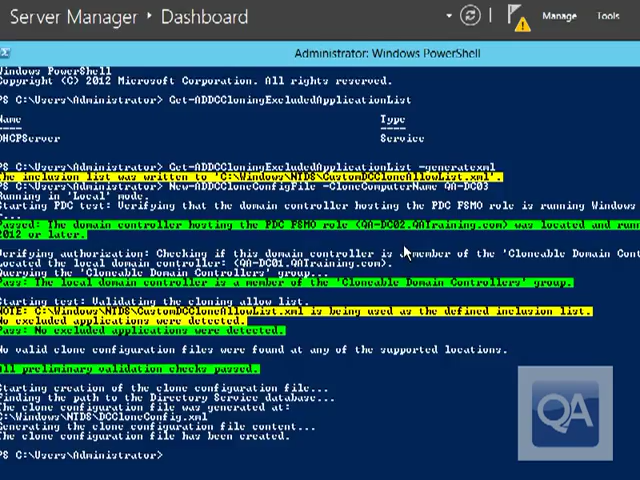 Server Manager ‣ Dashboard
Manage
Tools
Administrator: Windows PowerShell
Windows PowerShell
Copyright (C) 2012 Microsoft Corporation. All rights reserved.
PS C:\Users\Administrator> Get-ADDCCloningExcludedApplicationList
Name Type
---- ----
DHCPServer Service
PS C:\Users\Administrator> Get-ADDCCloningExcludedApplicationList -generatexml
The inclusion list was written to 'C:\Windows\NTDS\CustomDCCloneAllowList.xml'.
PS C:\Users\Administrator> New-ADDCCloneConfigFile -CloneComputerName QA-DC03
Running in 'Local' mode.
Starting PDC test: Verifying that the domain controller hosting the PDC FSMO role is running Windows
...
Passed: The domain controller hosting the PDC FSMO role (QA-DC02.QATraining.com) was located and runn
2012 or later.
Verifying authorization: Checking if this domain controller is a member of the 'Cloneable Domain Cont
Located the local domain controller: (QA-DC01.QATraining.com).
Querying the 'Cloneable Domain Controllers' group...
Pass: The local domain controller is a member of the 'Cloneable Domain Controllers' group.
Starting test: Validating the cloning allow list.
NOTE: C:\Windows\NTDS\CustomDCCloneAllowList.xml is being used as the defined inclusion list.
No excluded applications were detected.
Pass: No excluded applications were detected.
No valid clone configuration files were found at any of the supported locations.
All preliminary validation checks passed.
Starting creation of the clone configuration file...
Finding the path to the Directory Service database...
The clone configuration file was generated at:
C:\Windows\NTDS\DCCloneConfig.xml
Generating the clone configuration file content...
The clone configuration file has been created.
PS C:\Users\Administrator>
QA